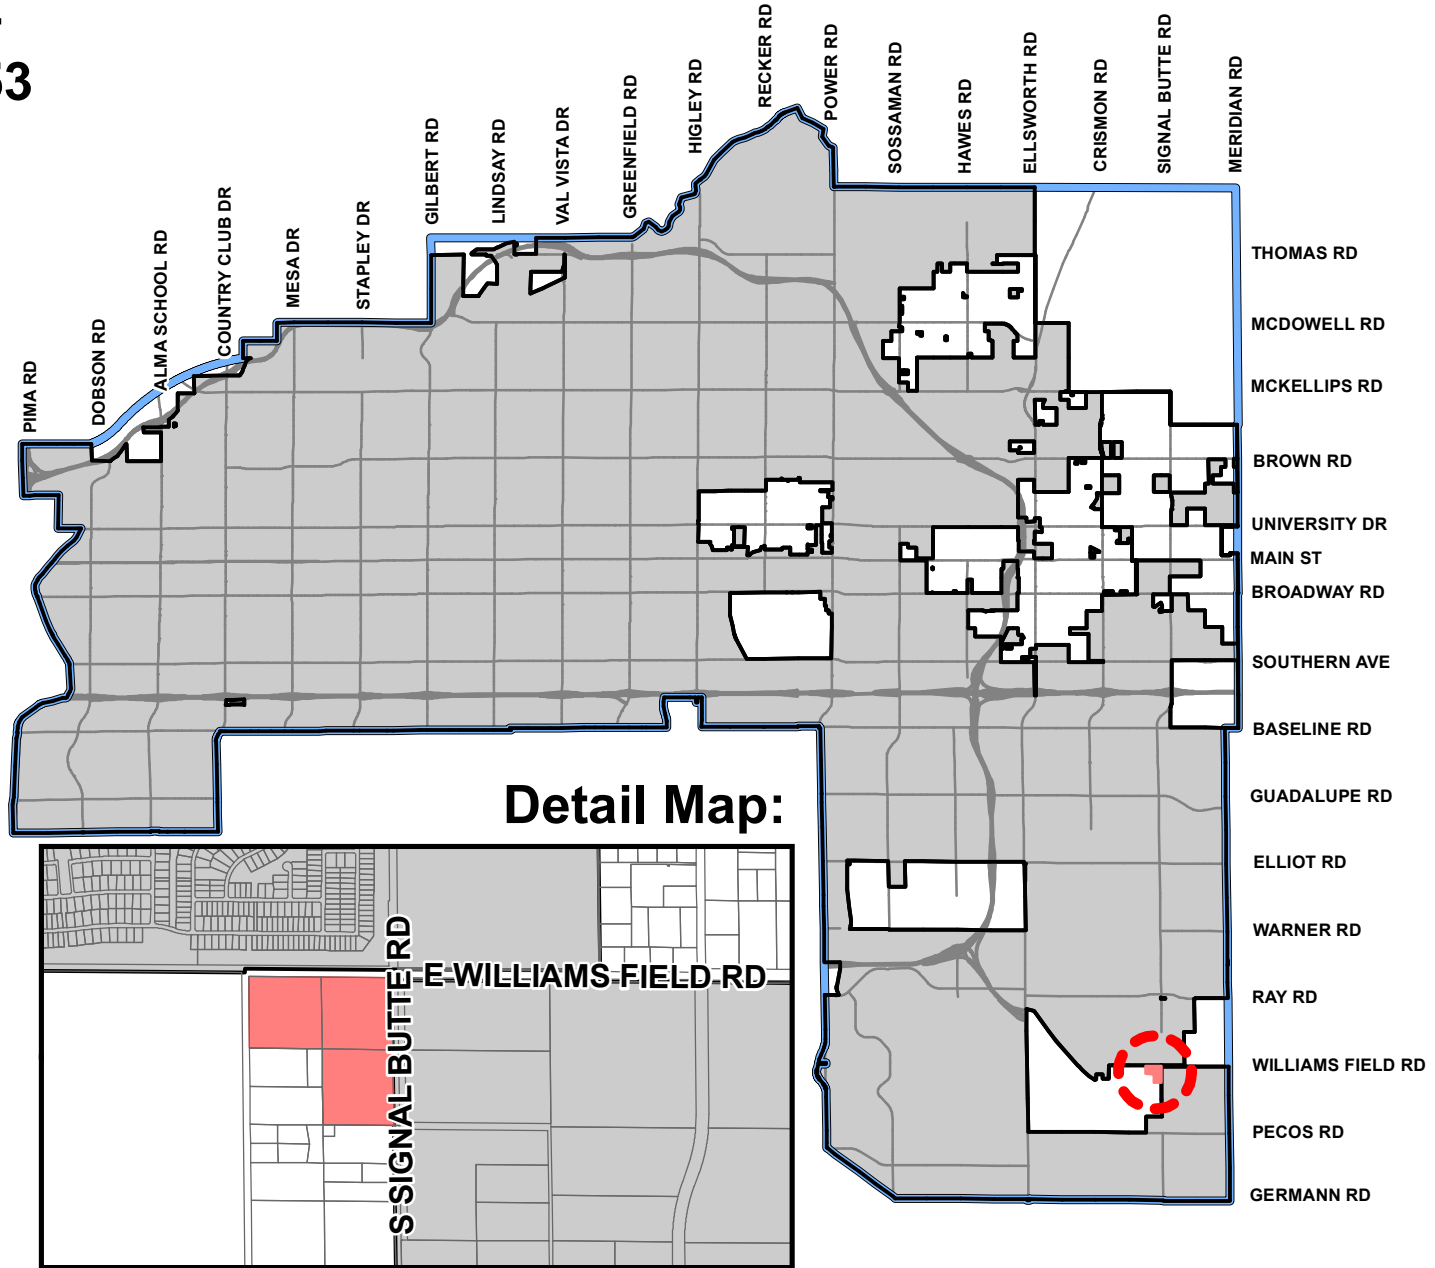 53
PIMA RD
DOBSON RD
ALMA SCHOOL RD
COUNTRY CLUB DR
MESA DR
STAPLEY DR
GILBERT RD
LINDSAY RD
VAL VISTA DR
GREENFIELD RD
HIGLEY RD
RECKER RD
POWER RD
SOSSAMAN RD
HAWES RD
ELLSWORTH RD
CRISMON RD
SIGNAL BUTTE RD
MERIDIAN RD
THOMAS RD
MCDOWELL RD
MCKELLIPS RD
BROWN RD
UNIVERSITY DR
MAIN ST
BROADWAY RD
SOUTHERN AVE
BASELINE RD
GUADALUPE RD
ELLIOT RD
WARNER RD
RAY RD
WILLIAMS FIELD RD
PECOS RD
GERMANN RD
Detail Map:
E WILLIAMS FIELD RD
S SIGNAL BUTTE RD